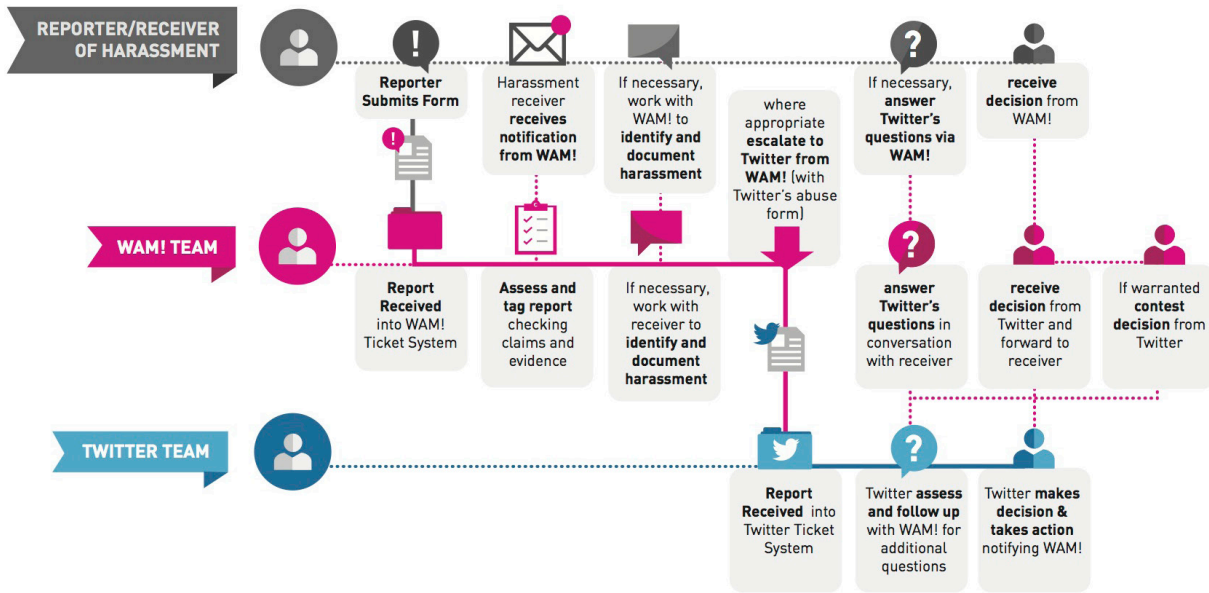 REPORTER/RECEIVER
OF HARASSMENT
!
?
Reporter
Submits Form
Harassment
receiver
receives
notification
from WAM!
If necessary,
work with
WAM! to
identify and
document
harassment
where
appropriate
escalate to
Twitter from
WAM! (with
Twitter's abuse
form)
If necessary,
answer
Twitter's
questions via
WAM!
receive
decision from
WAM!
!
WAM! TEAM
?
Report
Received
into WAM!
Ticket System
Assess and
tag report
checking
claims and
evidence
If necessary,
work with
receiver to
identify and
document
harassment
answer
Twitter's
questions in
conversation
with receiver
receive
decision from
Twitter and
forward to
receiver
If warranted
contest
decision from
Twitter
TWITTER TEAM
?
Report
Received into
Twitter Ticket
System
Twitter assess
and follow up
with WAM! for
additional
questions
Twitter makes
decision &
takes action
notifying WAM!